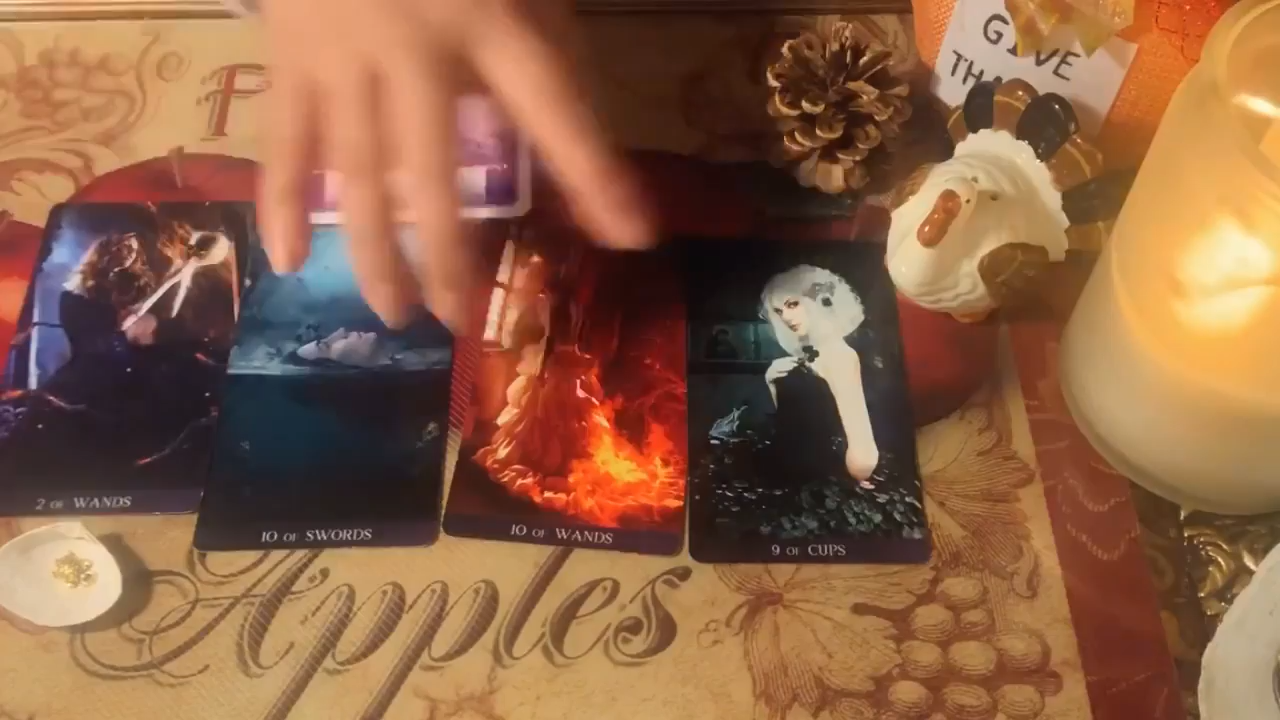 GIVE
2 OF WANDS
10 OF SWORDS
10 OF WANDS
9 OF CUPS
Apples